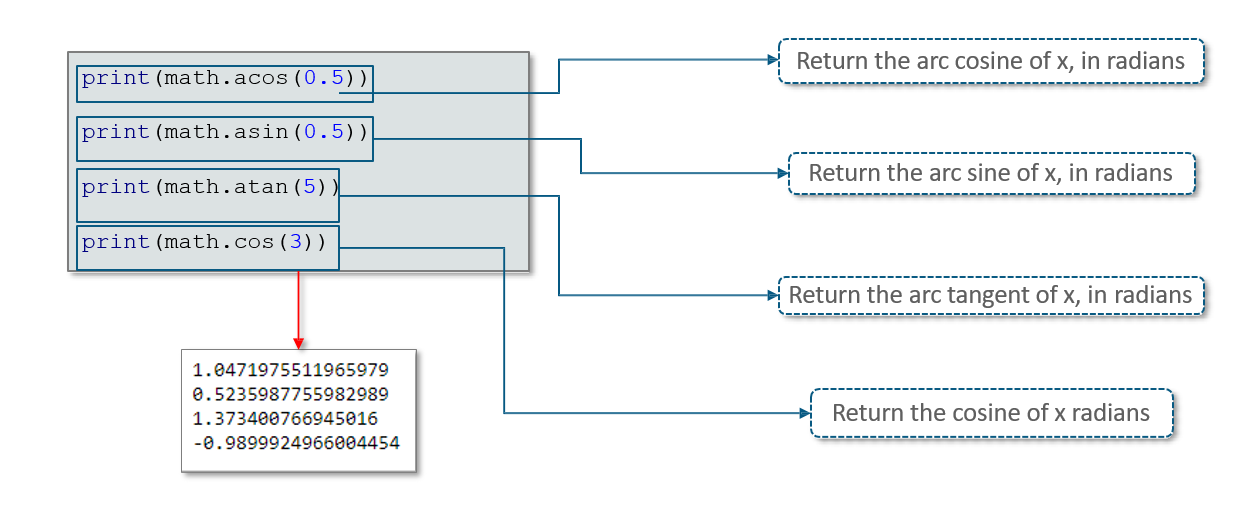 print(math.acos(0.5))
print(math.asin(0.5))
print(math.atan(5))
print(math.cos(3))
Return the arc cosine of x, in radians
Return the arc sine of x, in radians
Return the arc tangent of x, in radians
Return the cosine of x radians
1.0471975511965979
0.5235987755982989
1.373400766945016
-0.9899924966004454